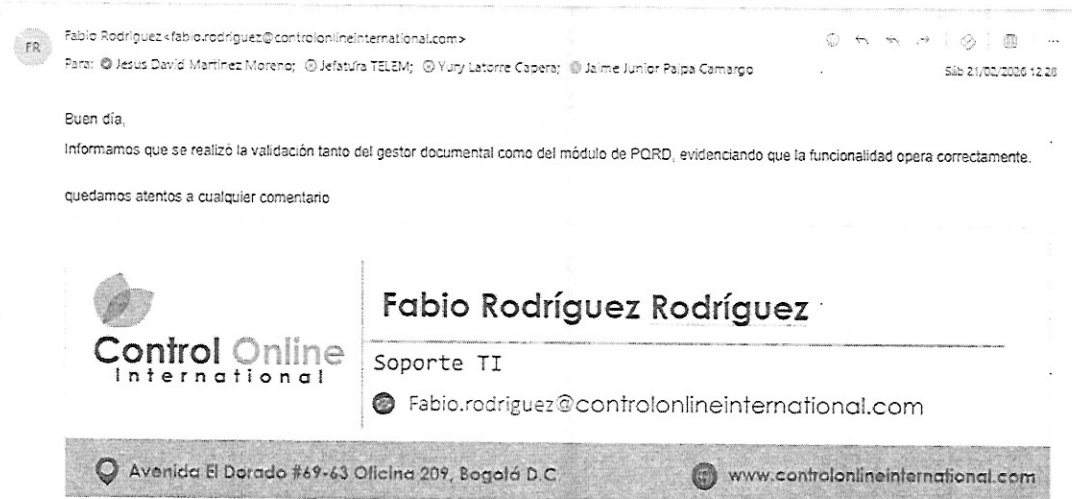 FR
Fabio Rodriguez<fabio.rodriguez@controlonlineinternational.com>
Para: Jesus David Martinez Moreno; Jefatura TELEM; Yury Latorre Capera; Jaime Junior Paipa Camargo
Sáb 21/02/2026 12:28
Buen día,
Informamos que se realizó la validación tanto del gestor documental como del módulo de PQRD, evidenciando que la funcionalidad opera correctamente.
quedamos atentos a cualquier comentario
Control Online
International
Fabio Rodríguez Rodríguez
Soporte TI
Fabio.rodriguez@controlonlineinternational.com
Avenida El Dorado #69-63 Oficina 209, Bogotá D.C.
www.controlonlineinternational.com